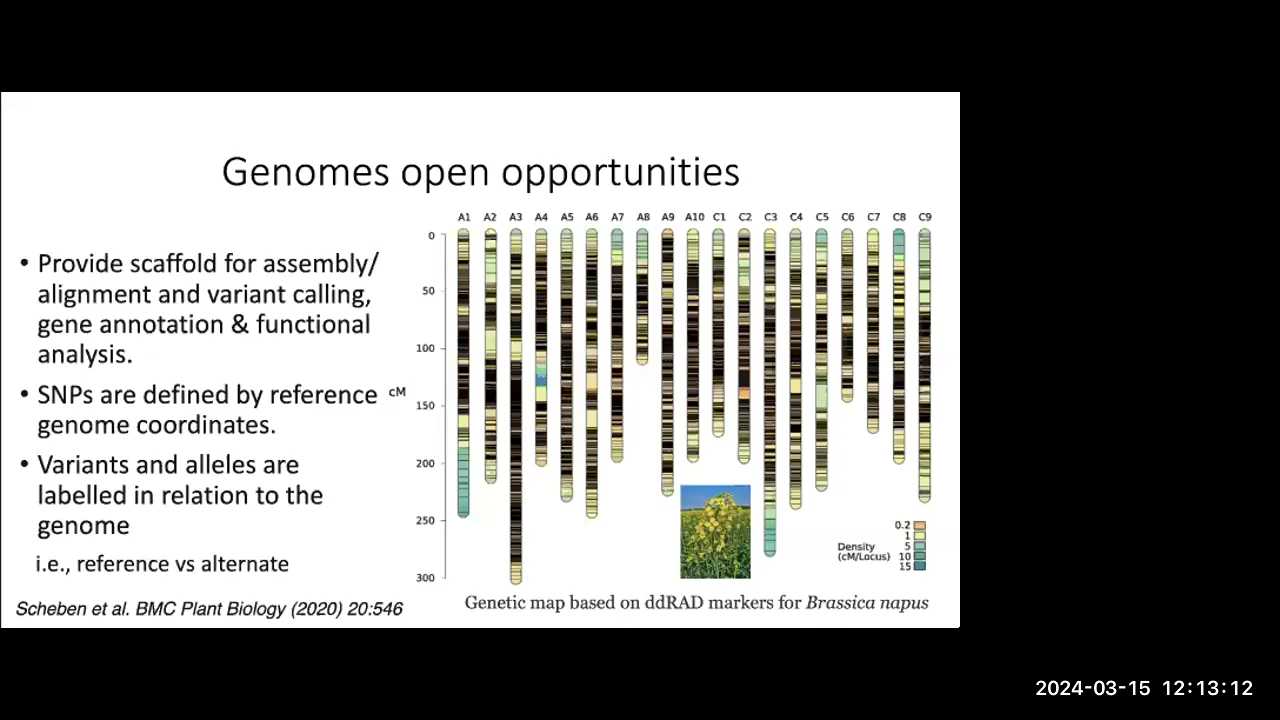 Genomes open opportunities
• Provide scaffold for assembly/
alignment and variant calling,
gene annotation & functional
analysis.
• SNPs are defined by reference
genome coordinates.
• Variants and alleles are
labelled in relation to the
genome
i.e., reference vs alternate
Scheben et al. BMC Plant Biology (2020) 20:546
A1 A2 A3 A4 A5 A6 A7 A8 A9 A10 C1 C2 C3 C4 C5 C6 C7 C8 C9
0
50
100
150
200
250
300
cM
Density
(cM/Locus)
0.2
1
5
10
15
Genetic map based on ddRAD markers for Brassica napus
2024-03-15 12:13:12